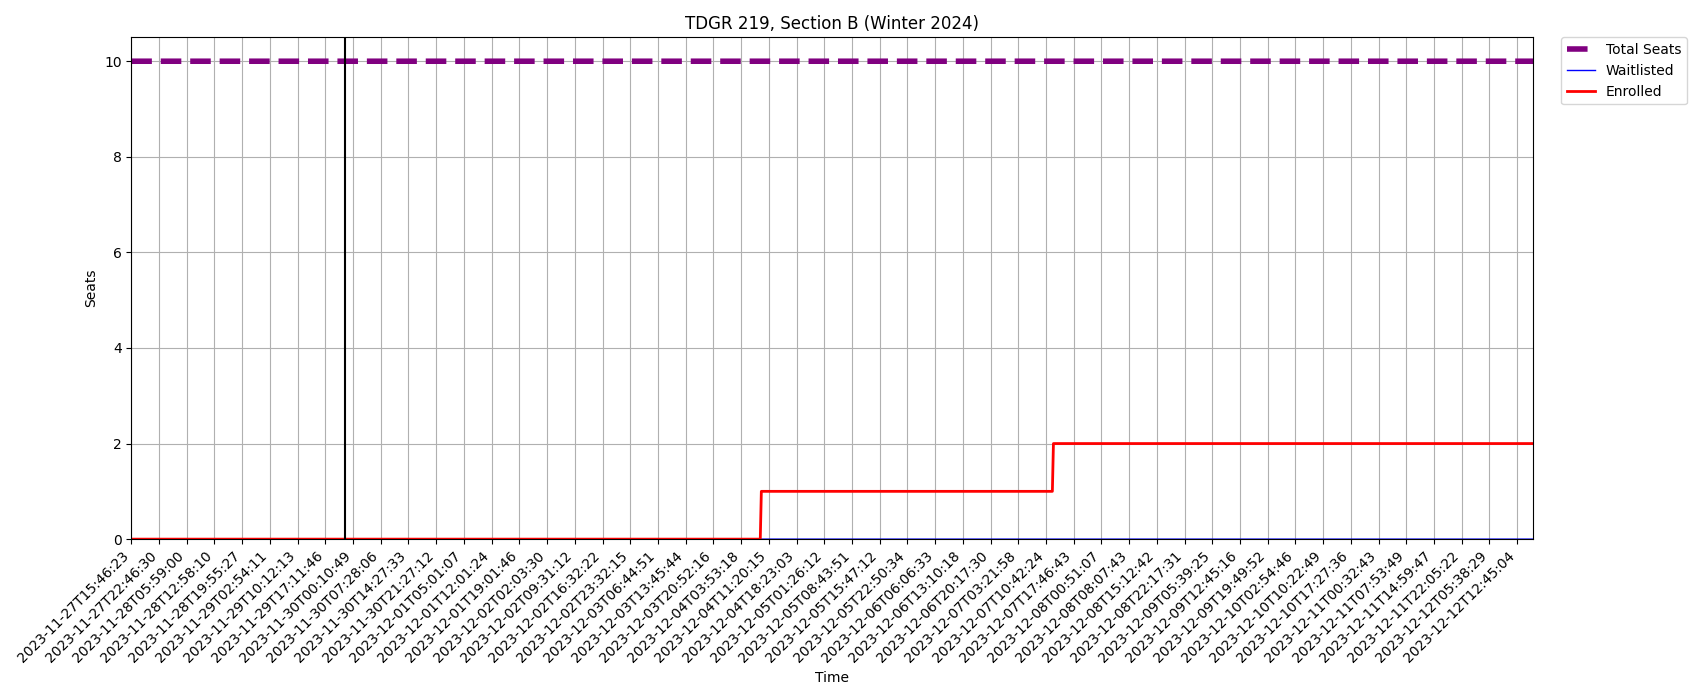 TDGR 219, Section B (Winter 2024)
Total Seats
Waitlisted
Enrolled
10
8
6
4
2
0
Seats
2023-11-27T15:46:23
2023-11-27T22:46:30
2023-11-28T05:59:00
2023-11-28T12:58:10
2023-11-28T19:55:27
2023-11-29T02:54:11
2023-11-29T10:12:13
2023-11-29T17:11:46
2023-11-30T00:10:49
2023-11-30T07:28:06
2023-11-30T14:27:33
2023-11-30T21:27:12
2023-12-01T05:01:07
2023-12-01T12:01:24
2023-12-01T19:01:46
2023-12-02T02:03:30
2023-12-02T09:31:12
2023-12-02T16:32:22
2023-12-02T23:32:15
2023-12-03T06:44:51
2023-12-03T13:45:44
2023-12-03T20:52:16
2023-12-04T03:53:18
2023-12-04T11:20:15
2023-12-04T18:23:03
2023-12-05T01:26:12
2023-12-05T08:43:51
2023-12-05T15:47:12
2023-12-05T22:50:34
2023-12-06T06:06:33
2023-12-06T13:10:18
2023-12-06T20:17:30
2023-12-07T03:21:58
2023-12-07T10:42:24
2023-12-07T17:46:43
2023-12-08T00:51:07
2023-12-08T08:07:43
2023-12-08T15:12:42
2023-12-08T22:17:31
2023-12-09T05:39:25
2023-12-09T12:45:16
2023-12-09T19:49:52
2023-12-10T02:54:46
2023-12-10T10:22:49
2023-12-10T17:27:36
2023-12-11T00:32:43
2023-12-11T07:53:49
2023-12-11T14:59:47
2023-12-11T22:05:22
2023-12-12T05:38:29
2023-12-12T12:45:04
Time